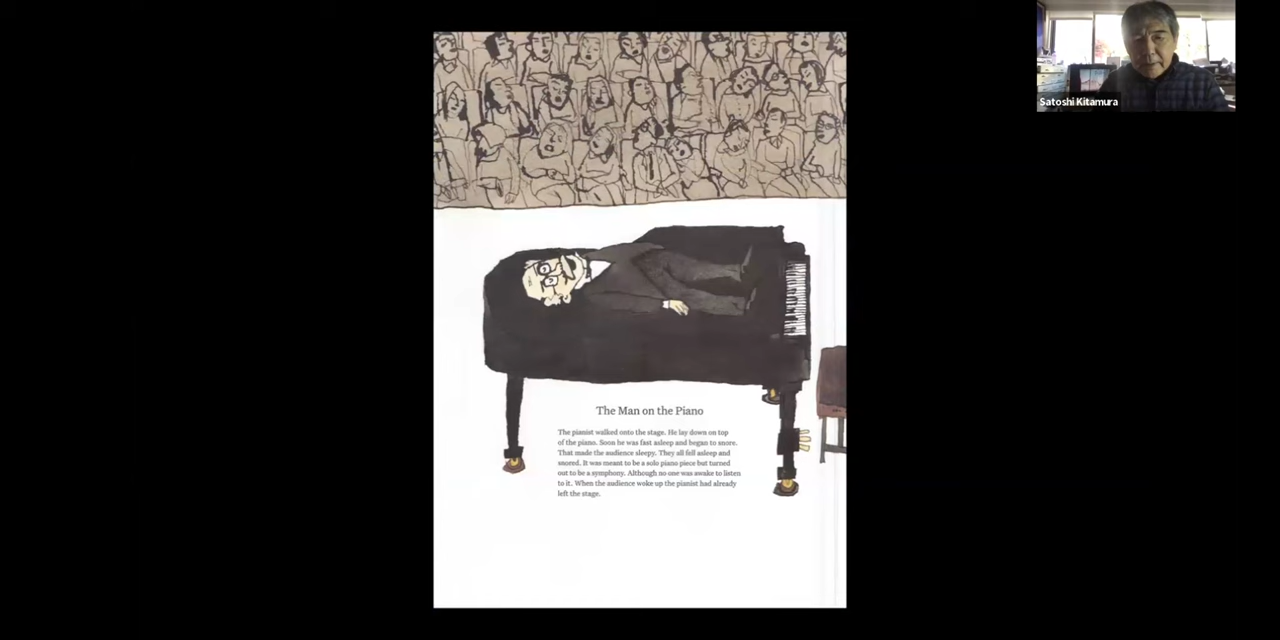 Satoshi Kitamura
The Man on the Piano
The pianist walked onto the stage. He lay down on top
of the piano. Soon he was fast asleep and began to snore.
That made the audience sleepy. They all fell asleep and
snored. It was meant to be a solo piano piece but turned
out to be a symphony. Although no one was awake to listen
to it. When the audience woke up the pianist had already
left the stage.